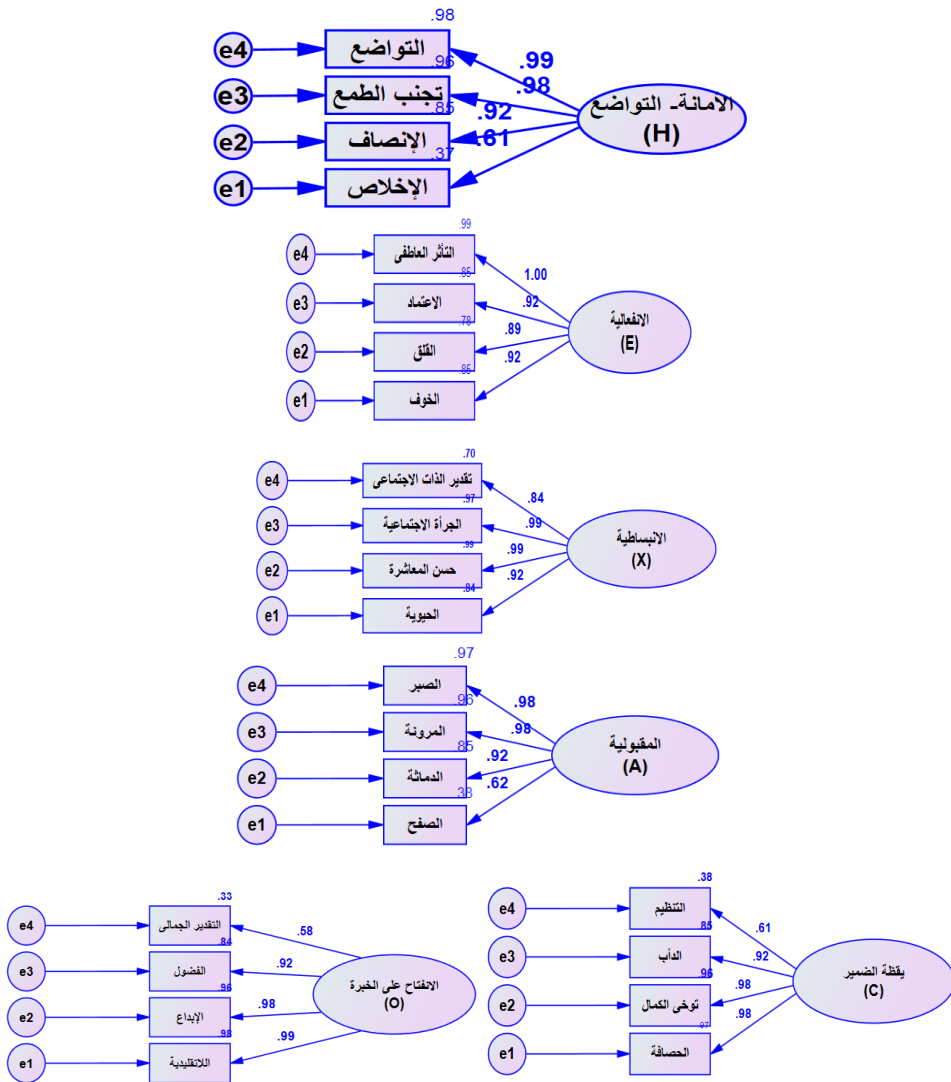 .98
e4
التواضع
.99
.96
.98
e3
تجنب الطمع
الأمانة- التواضع
(H)
.85
.92
e2
الإنصاف
.61
.37
e1
الإخلاص
.99
e4
التأثر العاطفى
1.00
.85
.92
e3
الاعتماد
الانفعالية
(E)
.78
.89
e2
القلق
.92
.85
e1
الخوف
.70
e4
تقدير الذات الاجتماعى
.84
.97
.99
e3
الجرأة الاجتماعية
الانبساطية
(X)
.99
.99
e2
حسن المعاشرة
.92
.84
e1
الحيوية
.97
e4
الصبر
.98
.96
.98
e3
المرونة
المقبولية
(A)
.85
.92
e2
الدماثة
.62
.38
e1
الصفح
.33
e4
التقدير الجمالى
.58
.84
.92
e3
الفضول
الانفتاح على الخبرة
(O)
.96
.98
e2
الإبداع
.98
.99
e1
اللاتقليدية
.38
e4
التنظيم
.61
.85
.92
e3
الدأب
يقظة الضمير
(C)
.96
.98
e2
توخى الكمال
.98
.97
e1
الحصافة